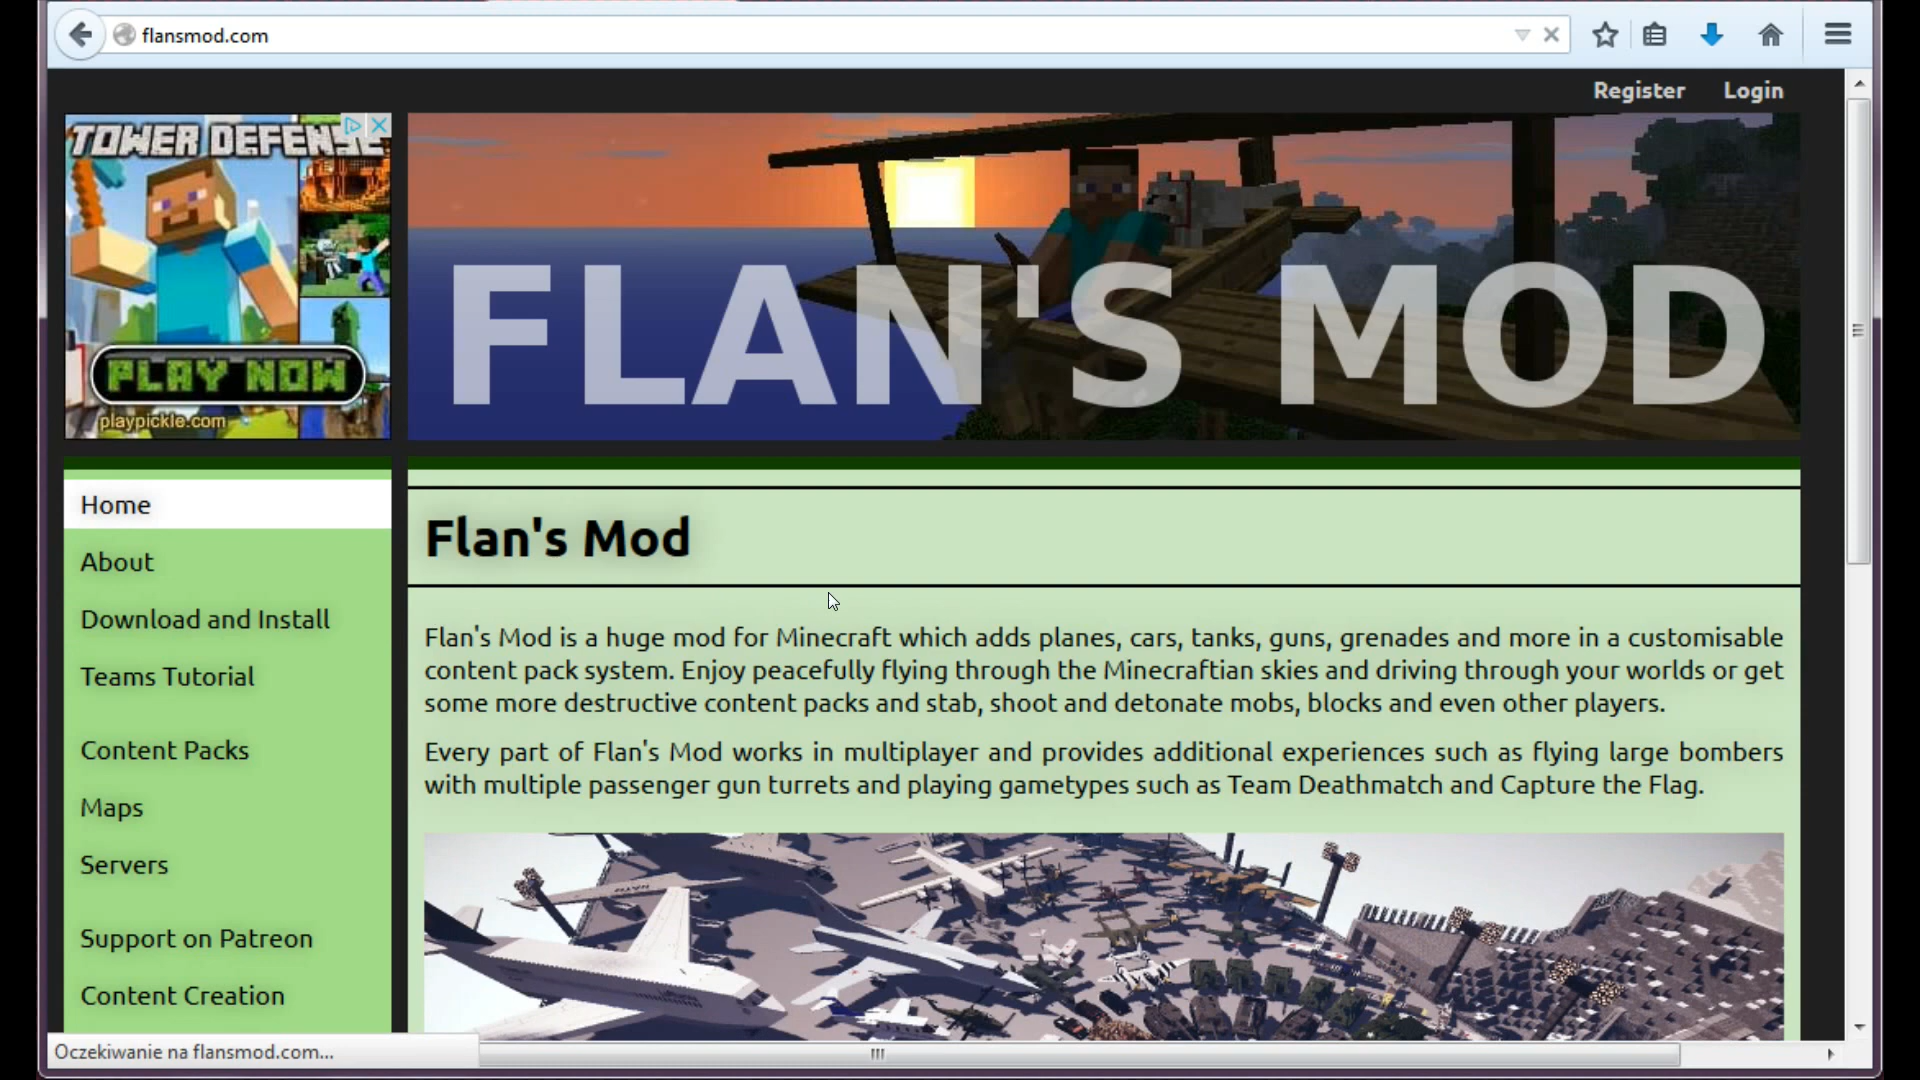 flansmod.com
Register Login
TOWER DEFENSE
PLAY NOW
playpickle.com
FLAN'S MOD
Home
About
Download and Install
Teams Tutorial
Content Packs
Maps
Servers
Support on Patreon
Content Creation
Flan's Mod
Flan's Mod is a huge mod for Minecraft which adds planes, cars, tanks, guns, grenades and more in a customisable
content pack system. Enjoy peacefully flying through the Minecraftian skies and driving through your worlds or get
some more destructive content packs and stab, shoot and detonate mobs, blocks and even other players.
Every part of Flan's Mod works in multiplayer and provides additional experiences such as flying large bombers
with multiple passenger gun turrets and playing gametypes such as Team Deathmatch and Capture the Flag.
Oczekiwanie na flansmod.com...